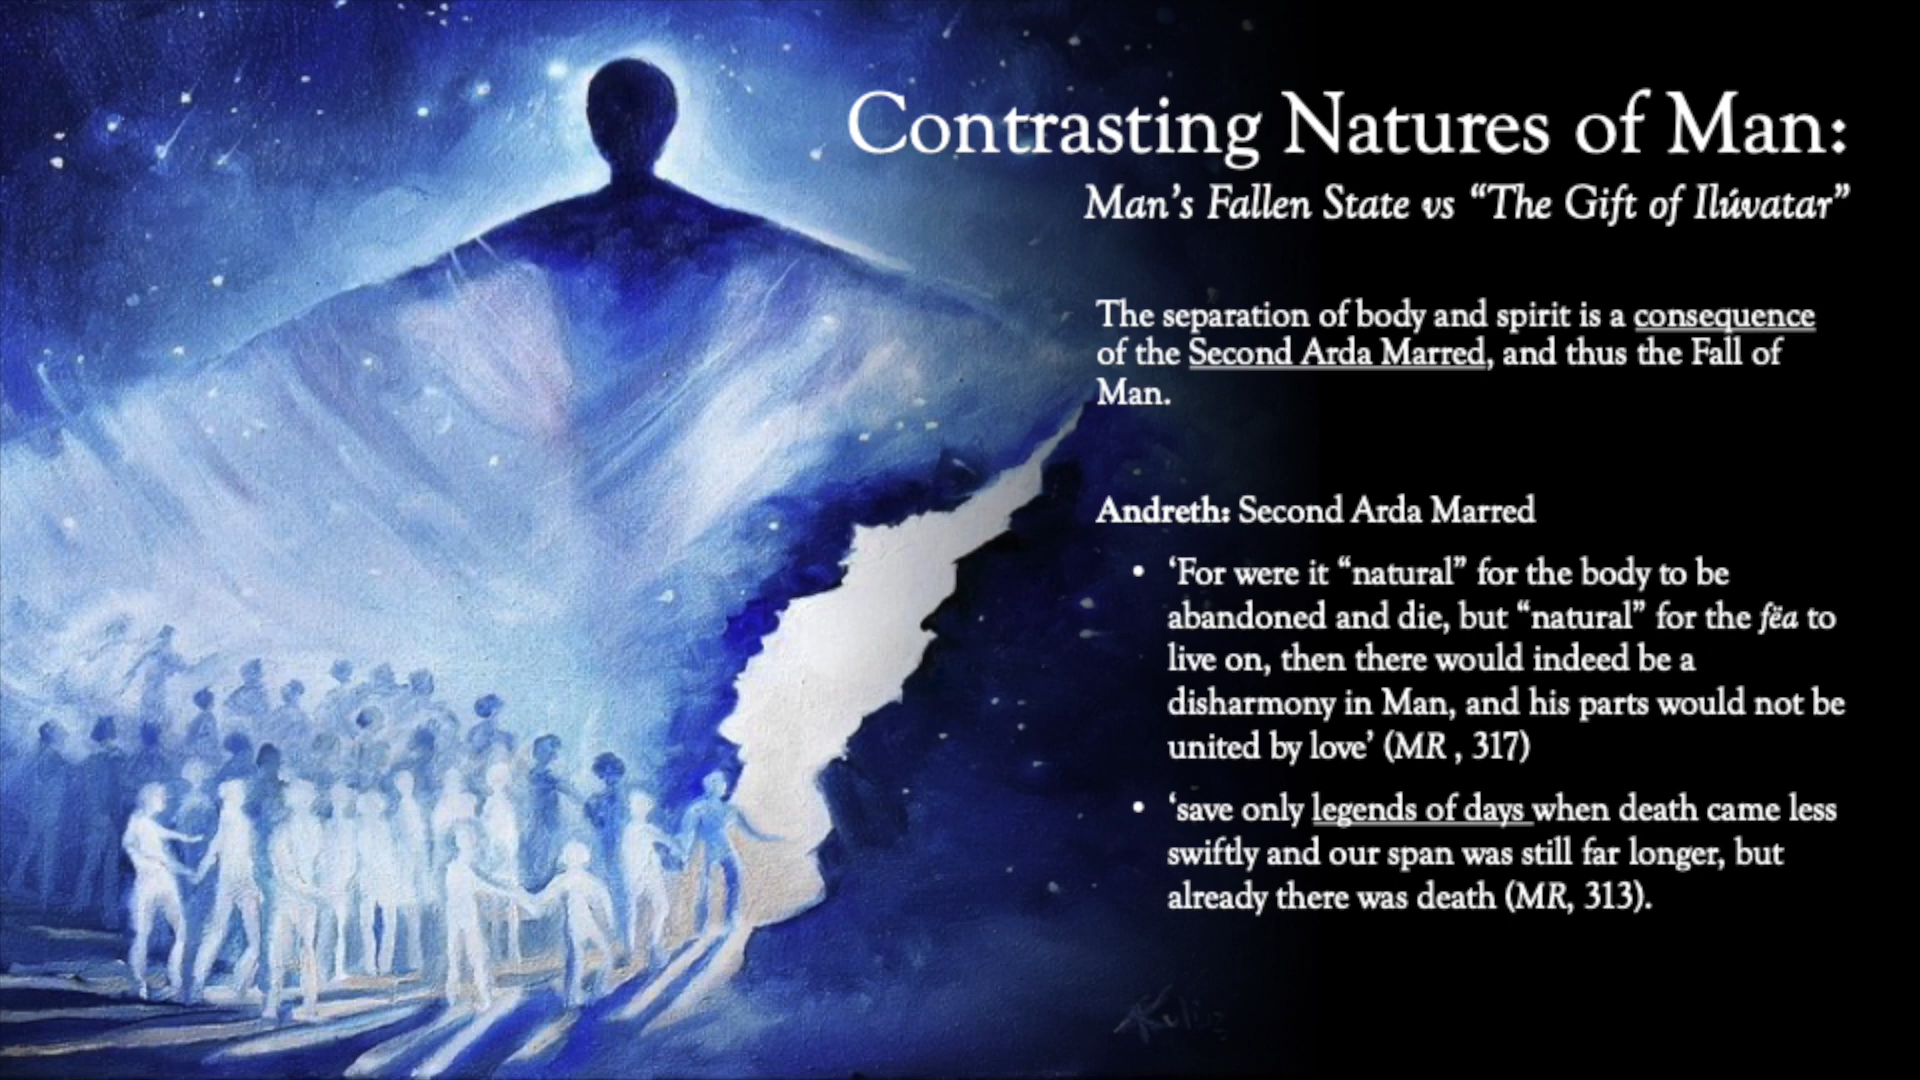 Contrasting Natures of Man:
Man’s Fallen State vs “The Gift of Ilúvatar”
The separation of body and spirit is a consequence
of the Second Arda Marred, and thus the Fall of
Man.
Andreth: Second Arda Marred
• ‘For were it “natural” for the body to be
abandoned and die, but “natural” for the fëa to
live on, then there would indeed be a
disharmony in Man, and his parts would not be
united by love’ (MR , 317)
• ‘save only legends of days when death came less
swiftly and our span was still far longer, but
already there was death (MR, 313).